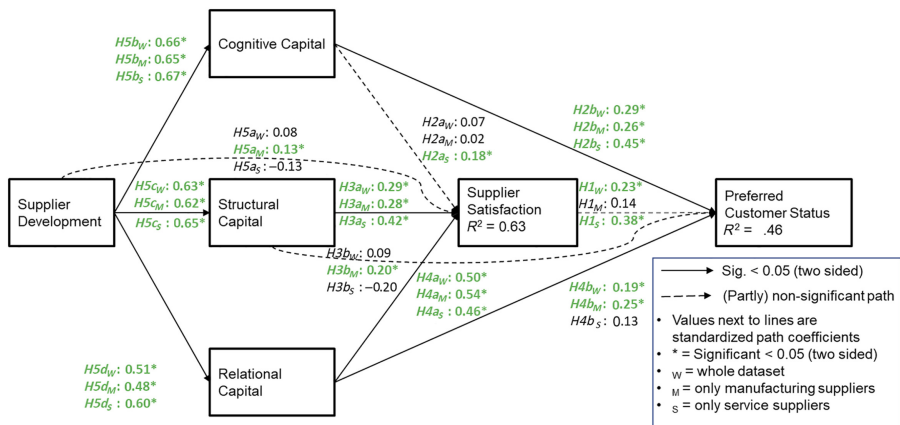 H5bW: 0.66*
H5bM: 0.65*
H5bS: 0.67*
Cognitive Capital
H2aW: 0.07
H2aM: 0.02
H2aS: 0.18*
H2bW: 0.29*
H2bM: 0.26*
H2bS: 0.45*
H5aW: 0.08
H5aM: 0.13*
H5aS: –0.13
Supplier
Development
H5cW: 0.63*
H5cM: 0.62*
H5cS: 0.65*
Structural
Capital
H3aW: 0.29*
H3aM: 0.28*
H3aS: 0.42*
Supplier
Satisfaction
R² = 0.63
H1W: 0.23*
H1M: 0.14
H1S: 0.38*
Preferred
Customer Status
R² = .46
H3bW: 0.09
H3bM: 0.20*
H3bS: –0.20
H4aW: 0.50*
H4aM: 0.54*
H4aS: 0.46*
H4bW: 0.19*
H4bM: 0.25*
H4bS: 0.13
H5dW: 0.51*
H5dM: 0.48*
H5dS: 0.60*
Relational
Capital
Sig. < 0.05 (two sided)
(Partly) non-significant path
• Values next to lines are
standardized path coefficients
• * = Significant < 0.05 (two sided)
• W = whole dataset
• M = only manufacturing suppliers
• S = only service suppliers